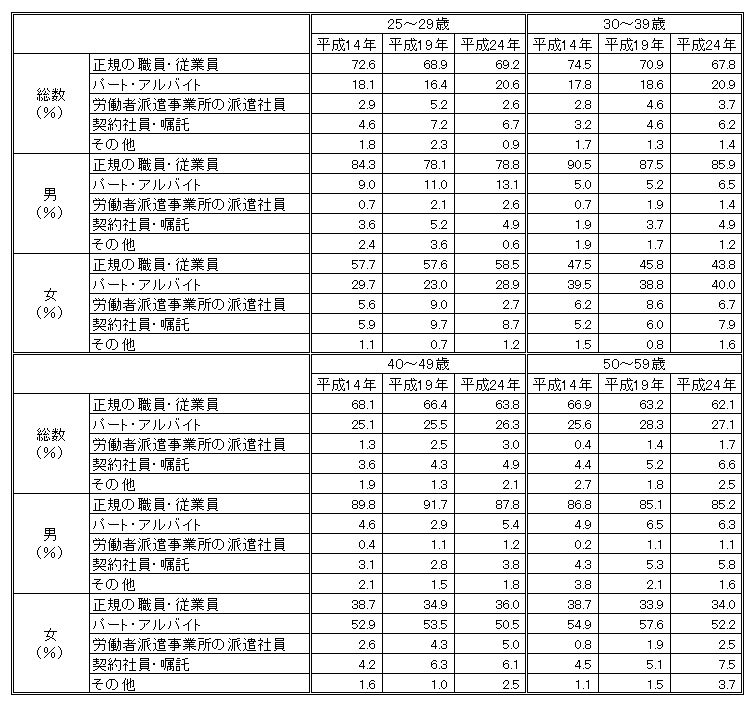 25～29歳 30～39歳
平成14年 平成19年 平成24年 平成14年 平成19年 平成24年
総数
(％)
正規の職員・従業員 72.6 68.9 69.2 74.5 70.9 67.8
パート・アルバイト 18.1 16.4 20.6 17.8 18.6 20.9
労働者派遣事業所の派遣社員 2.9 5.2 2.6 2.8 4.6 3.7
契約社員・嘱託 4.6 7.2 6.7 3.2 4.6 6.2
その他 1.8 2.3 0.9 1.7 1.3 1.4
男
(％)
正規の職員・従業員 84.3 78.1 78.8 90.5 87.5 85.9
パート・アルバイト 9.0 11.0 13.1 5.0 5.2 6.5
労働者派遣事業所の派遣社員 0.7 2.1 2.6 0.7 1.9 1.4
契約社員・嘱託 3.6 5.2 4.9 1.9 3.7 4.9
その他 2.4 3.6 0.6 1.9 1.7 1.2
女
(％)
正規の職員・従業員 57.7 57.6 58.5 47.5 45.8 43.8
パート・アルバイト 29.7 23.0 28.9 39.5 38.8 40.0
労働者派遣事業所の派遣社員 5.6 9.0 2.7 6.2 8.6 6.7
契約社員・嘱託 5.9 9.7 8.7 5.2 6.0 7.9
その他 1.1 0.7 1.2 1.5 0.8 1.6
40～49歳 50～59歳
平成14年 平成19年 平成24年 平成14年 平成19年 平成24年
総数
(％)
正規の職員・従業員 68.1 66.4 63.8 66.9 63.2 62.1
パート・アルバイト 25.1 25.5 26.3 25.6 28.3 27.1
労働者派遣事業所の派遣社員 1.3 2.5 3.0 0.4 1.4 1.7
契約社員・嘱託 3.6 4.3 4.9 4.4 5.2 6.6
その他 1.9 1.3 2.1 2.7 1.8 2.5
男
(％)
正規の職員・従業員 89.8 91.7 87.8 86.8 85.1 85.2
パート・アルバイト 4.6 2.9 5.4 4.9 6.5 6.3
労働者派遣事業所の派遣社員 0.4 1.1 1.2 0.2 1.1 1.1
契約社員・嘱託 3.1 2.8 3.8 4.3 5.3 5.8
その他 2.1 1.5 1.8 3.8 2.1 1.6
女
(％)
正規の職員・従業員 38.7 34.9 36.0 38.7 33.9 34.0
パート・アルバイト 52.9 53.5 50.5 54.9 57.6 52.2
労働者派遣事業所の派遣社員 2.6 4.3 5.0 0.8 1.9 2.5
契約社員・嘱託 4.2 6.3 6.1 4.5 5.1 7.5
その他 1.6 1.0 2.5 1.1 1.5 3.7